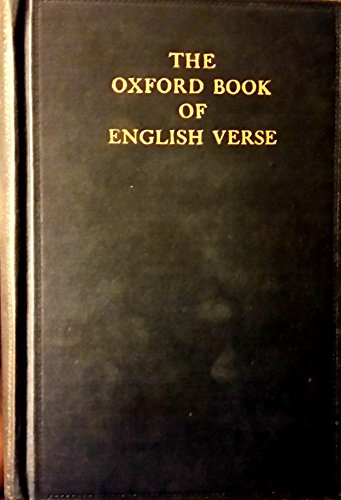 THE
OXFORD BOOK
OF
ENGLISH VERSE